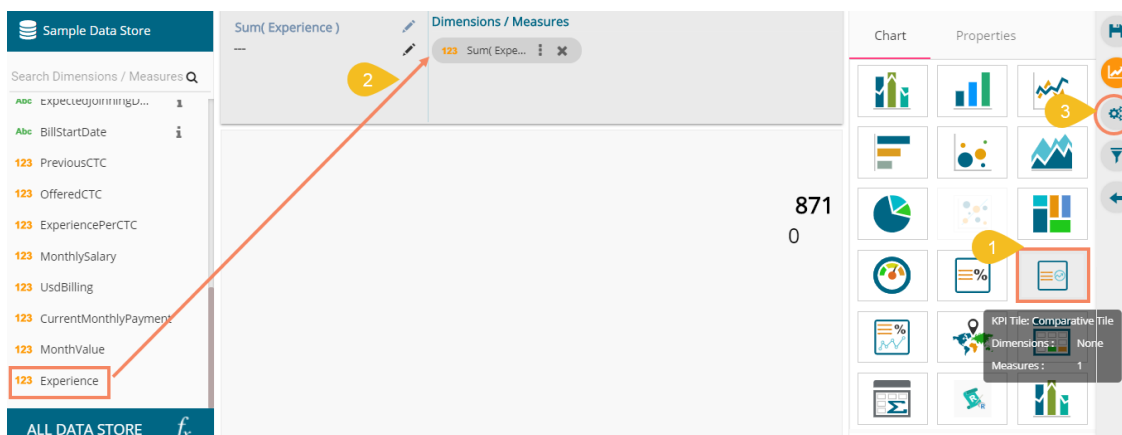 Sample Data Store
Search Dimensions / Measures
Abc ExpectedJoinningD... i
Abc BillStartDate i
123 PreviousCTC
123 OfferedCTC
123 ExperiencePerCTC
123 MonthlySalary
123 UsdBilling
123 CurrentMonthlyPayment
123 MonthValue
123 Experience
ALL DATA STORE fx
Sum( Experience )
---
2
Dimensions / Measures
123 Sum( Expe...
871
0
Chart Properties
3
1
%
KPI Tile: Comparative Tile
Dimensions : None
Measures : 1
%
Σ
R